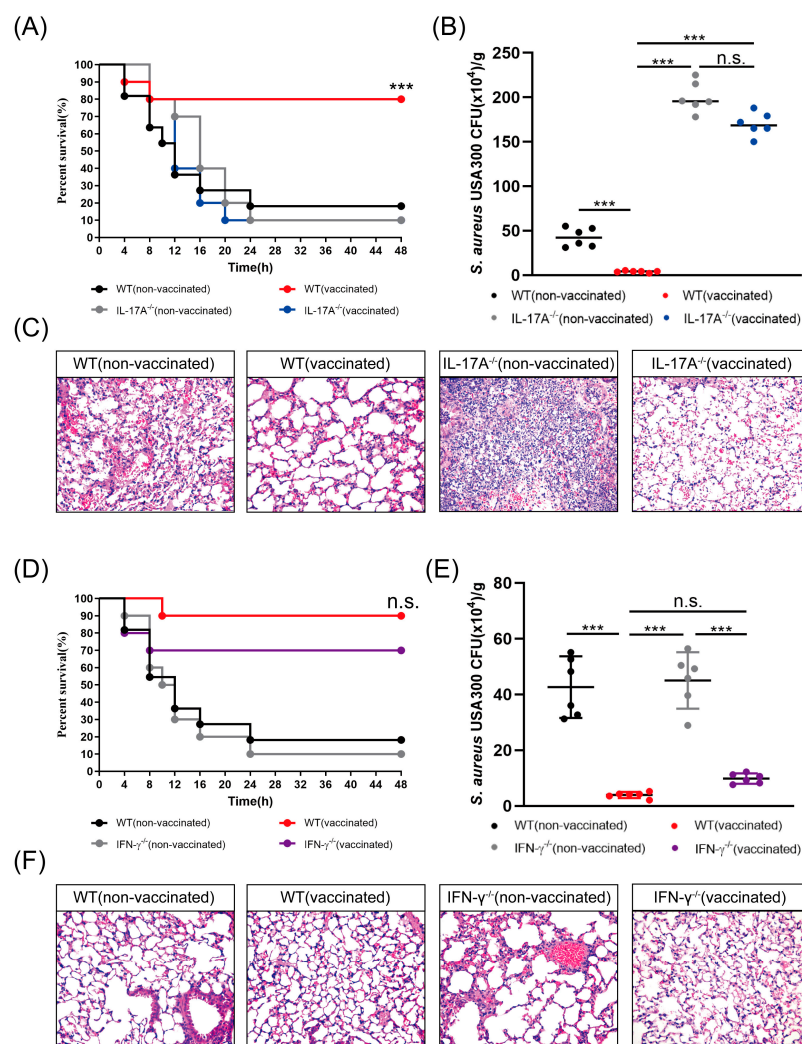 (A)
***
100
90
80
70
60
50
40
30
20
10
0
Percent survival(%)
0 4 8 12 16 20 24 28 32 36 40 44 48
Time(h)
WT(non-vaccinated) WT(vaccinated)
IL-17A-/-(non-vaccinated) IL-17A-/-(vaccinated)
(B)
***
*** n.s.
***
250
200
150
100
50
0
S. aureus USA300 CFU(x10⁴)/g
WT(non-vaccinated) WT(vaccinated)
IL-17A-/-(non-vaccinated) IL-17A-/-(vaccinated)
(C)
WT(non-vaccinated) WT(vaccinated) IL-17A-/-(non-vaccinated) IL-17A-/-(vaccinated)
(D)
n.s.
100
90
80
70
60
50
40
30
20
10
0
Percent survival(%)
0 4 8 12 16 20 24 28 32 36 40 44 48
Time(h)
WT(non-vaccinated) WT(vaccinated)
IFN-γ-/-(non-vaccinated) IFN-γ-/-(vaccinated)
(E)
n.s.
*** *** ***
80
60
40
20
0
S. aureus USA300 CFU(x10⁴)/g
WT(non-vaccinated) WT(vaccinated)
IFN-γ-/-(non-vaccinated) IFN-γ-/-(vaccinated)
(F)
WT(non-vaccinated) WT(vaccinated) IFN-γ-/-(non-vaccinated) IFN-γ-/-(vaccinated)